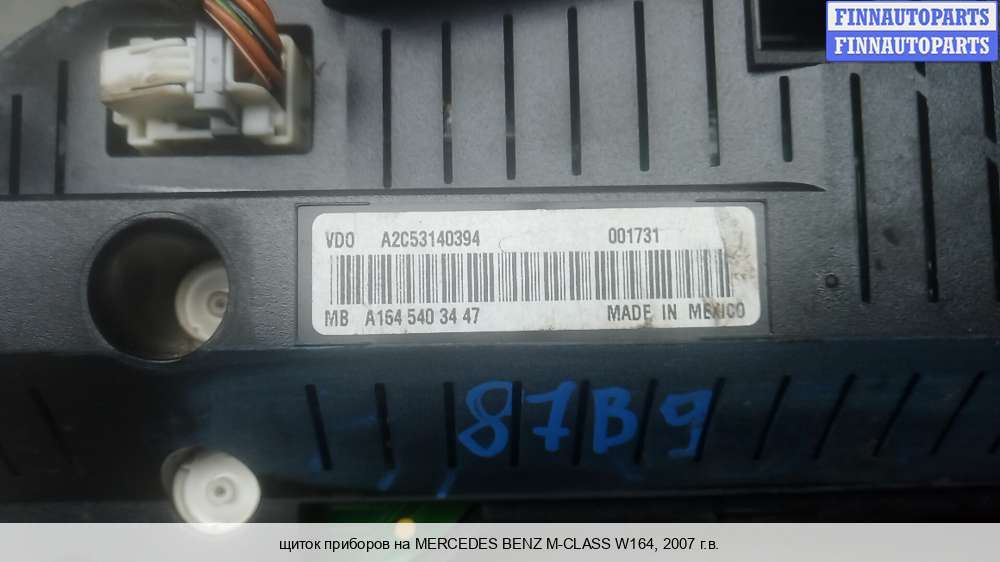 FINNAUTOPARTS
FINNAUTOPARTS
VDO A2C53140394 001731
MB A164 540 34 47 MADE IN MEXICO
87B9
щиток приборов на MERCEDES BENZ M-CLASS W164, 2007 г.в.